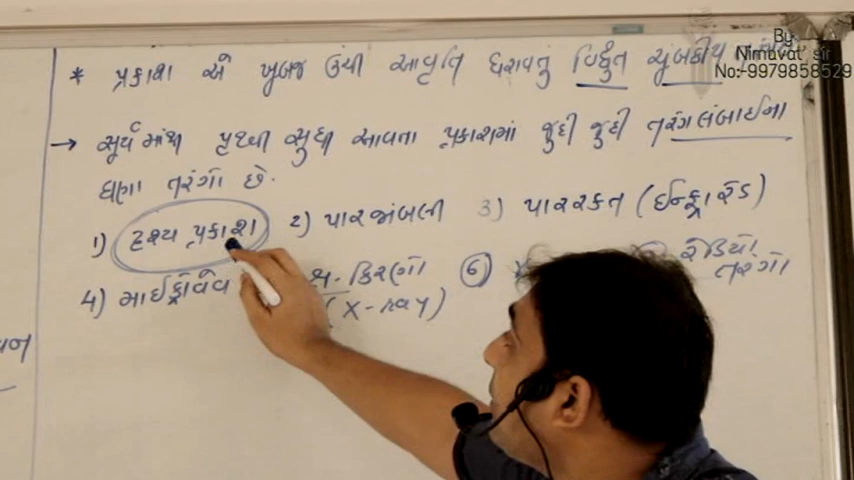 By
Nimavat sir
No:-9979858529
* પ્રકાશ એ ખુબજ ઉંચી આવૃતિ ધરાવતું વિદ્યુત ચુંબકીય
→ સૂર્ય માંથી પૃથ્વી સુધી આવતા પ્રકાશમાં જુદી જુદી તરંગલંબાઇના
ઘણા તરંગો છે.
1) દ્રશ્ય પ્રકાશ 2) પારજાંબલી 3) પારરક્ત (ઈન્ફ્રારેડ)
4) માઈક્રોવેવ ક્ષ-કિરણો (X-ray) 6 રેડિયો તરંગો